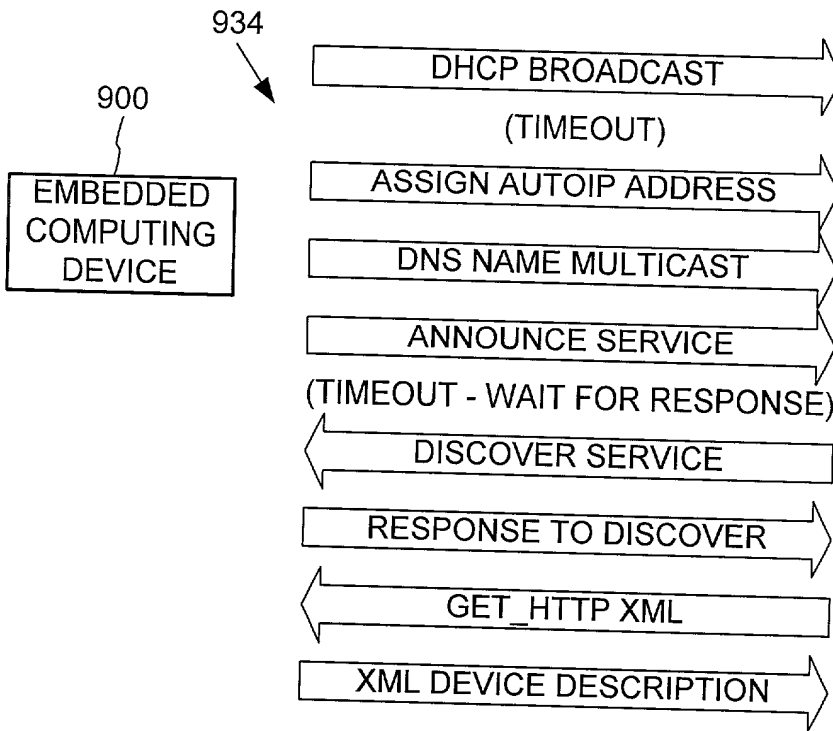 934
DHCP BROADCAST
900
(TIMEOUT)
EMBEDDED
COMPUTING
DEVICE
ASSIGN AUTOIP ADDRESS
DNS NAME MULTICAST
ANNOUNCE SERVICE
(TIMEOUT - WAIT FOR RESPONSE)
DISCOVER SERVICE
RESPONSE TO DISCOVER
GET_HTTP XML
XML DEVICE DESCRIPTION